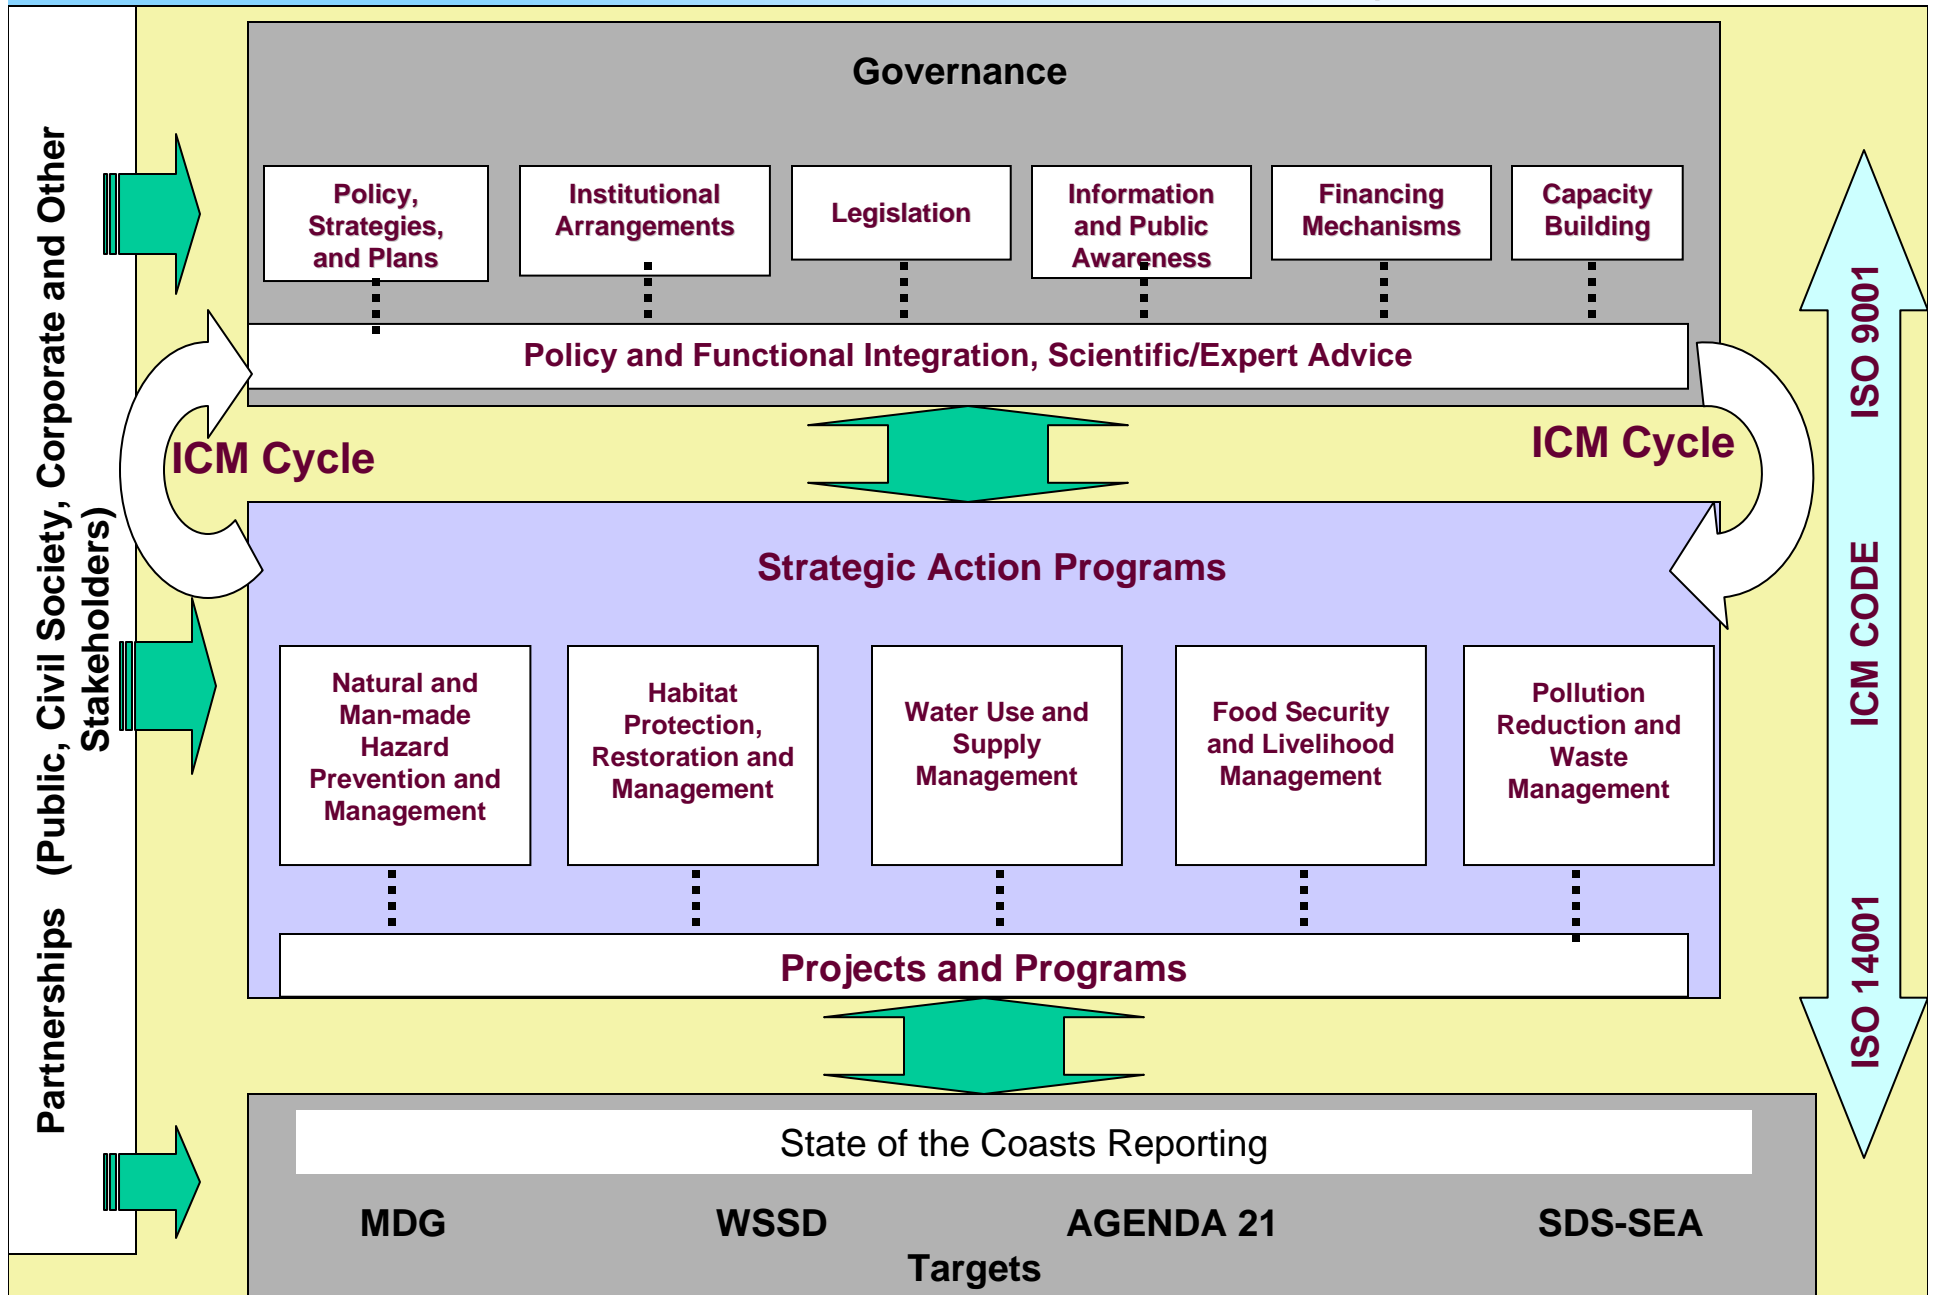 Governance
Policy,
Strategies,
and Plans
Institutional
Arrangements
Legislation
Information
and Public
Awareness
Financing
Mechanisms
Capacity
Building
Policy and Functional Integration, Scientific/Expert Advice
ICM Cycle
ICM Cycle
Strategic Action Programs
Natural and
Man-made
Hazard
Prevention and
Management
Habitat
Protection,
Restoration and
Management
Water Use and
Supply
Management
Food Security
and Livelihood
Management
Pollution
Reduction and
Waste
Management
Projects and Programs
State of the Coasts Reporting
MDG WSSD AGENDA 21 SDS-SEA
Targets
Partnerships (Public, Civil Society, Corporate and Other
Stakeholders)
ISO 14001 ICM CODE ISO 9001